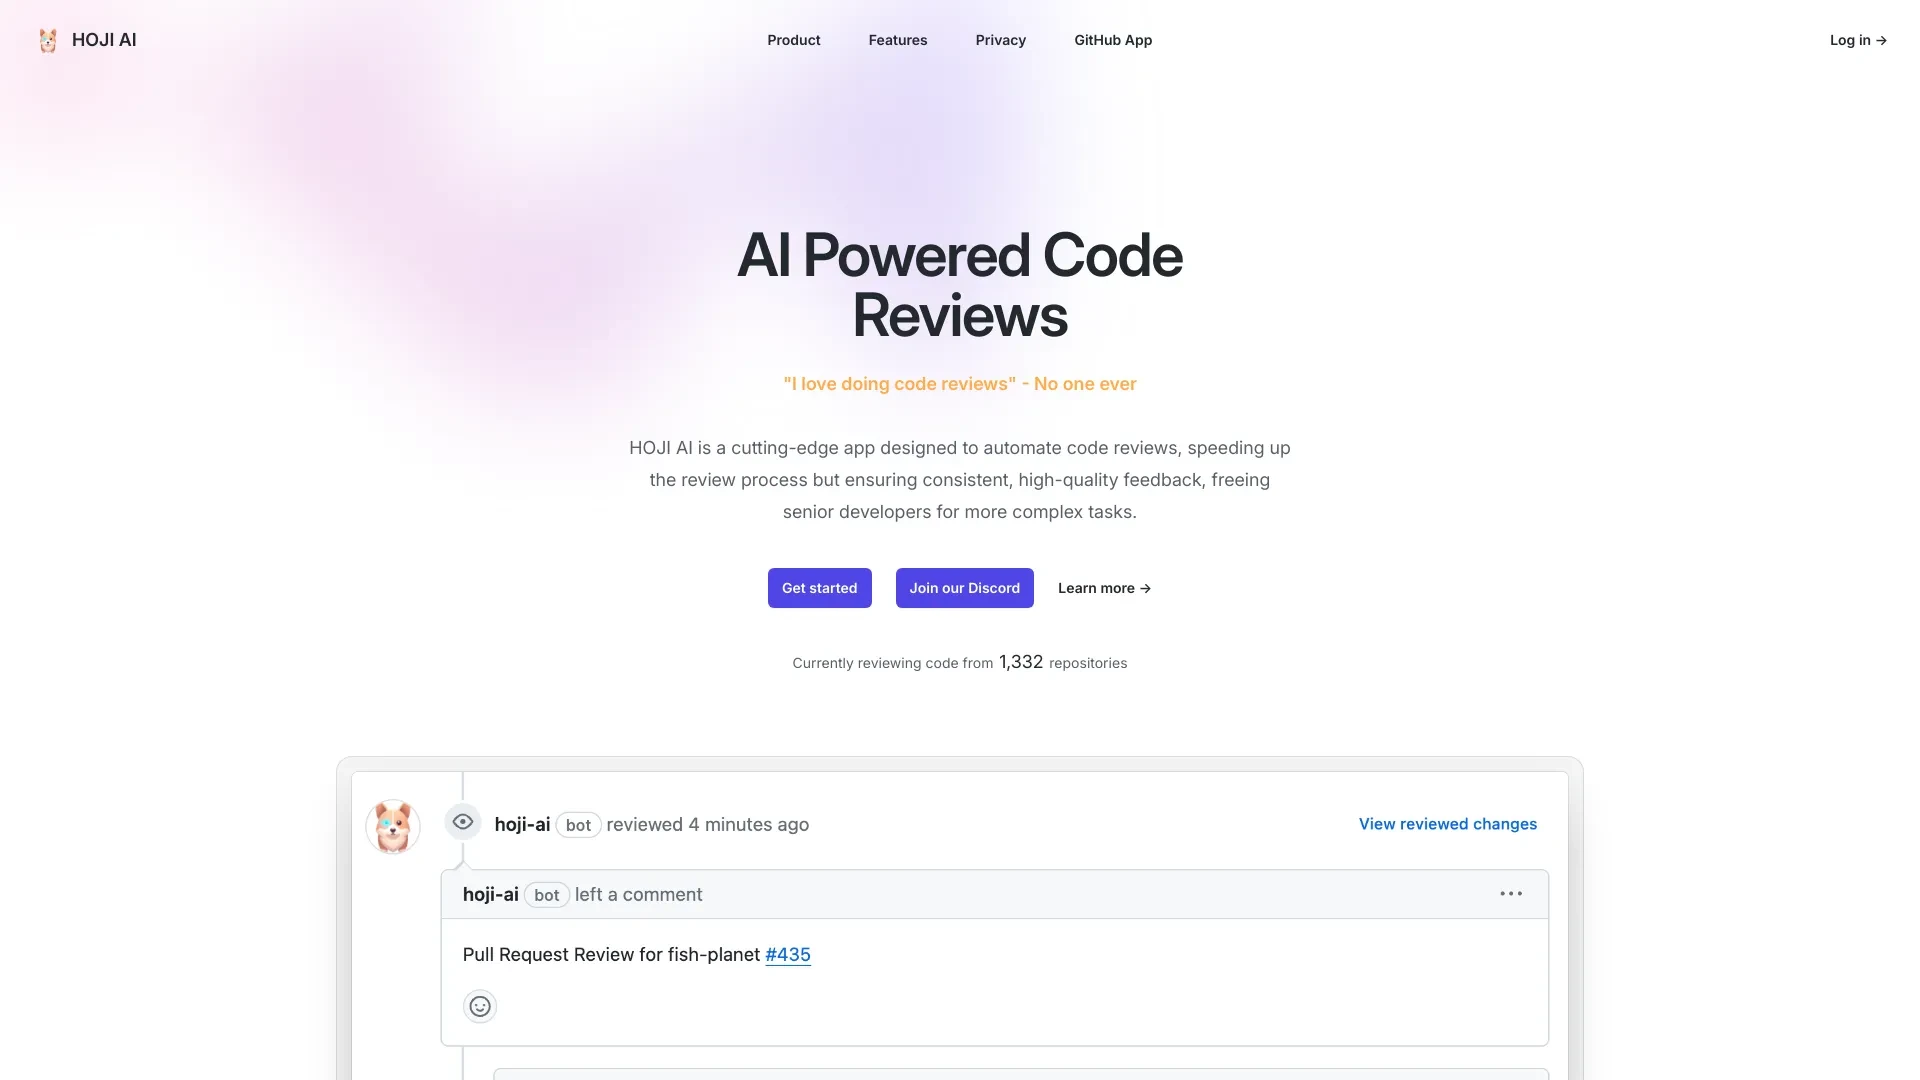 HOJI AI
Product
Features
Privacy
GitHub App
Log in →
AI Powered Code
Reviews
"I love doing code reviews" - No one ever
HOJI AI is a cutting-edge app designed to automate code reviews, speeding up
the review process but ensuring consistent, high-quality feedback, freeing
senior developers for more complex tasks.
Get started
Join our Discord
Learn more →
Currently reviewing code from 1,332 repositories
hoji-ai bot reviewed 4 minutes ago
View reviewed changes
hoji-ai bot left a comment
Pull Request Review for fish-planet #435